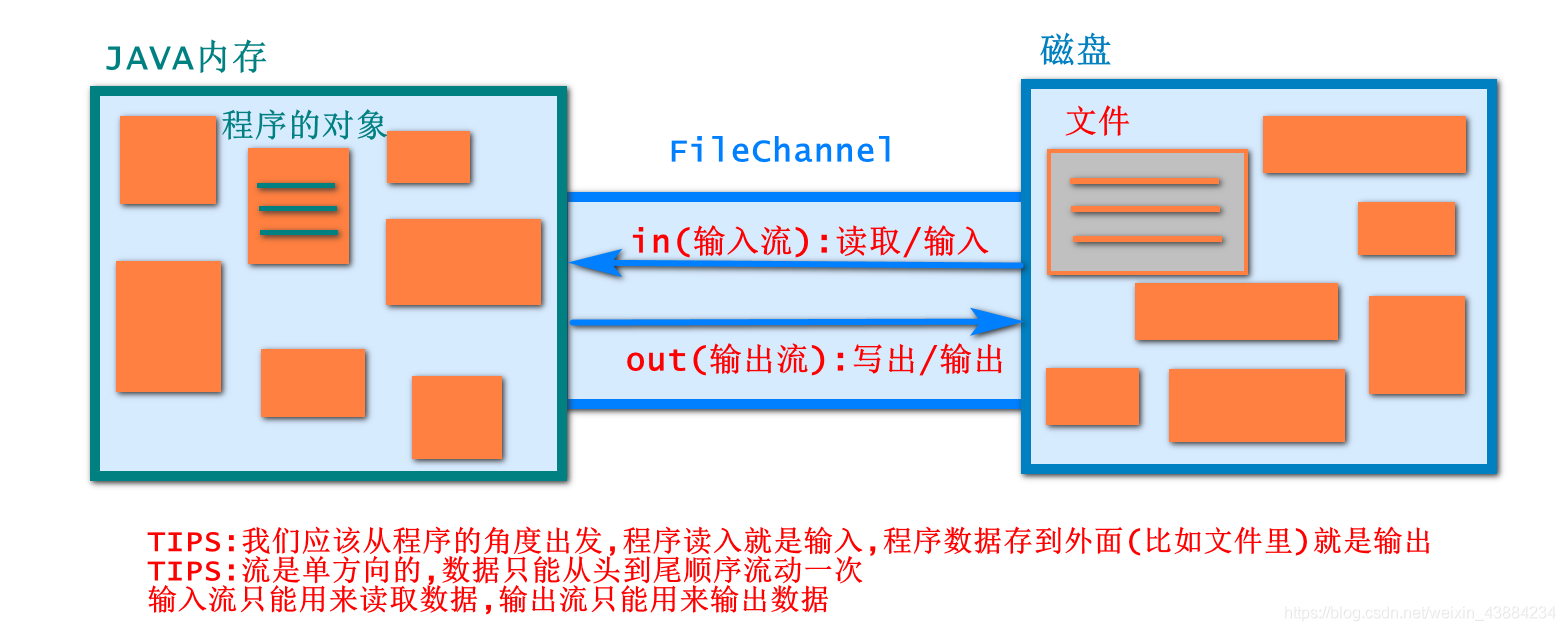 JAVA内存
磁盘
程序的对象
文件
FileChannel
in(输入流):读取/输入
out(输出流):写出/输出
TIPS:我们应该从程序的角度出发,程序读入就是输入,程序数据存到外面(比如文件里)就是输出
TIPS:流是单方向的,数据只能从头到尾顺序流动一次
输入流只能用来读取数据,输出流只能用来输出数据
https://blog.csdn.net/weixin_43884234